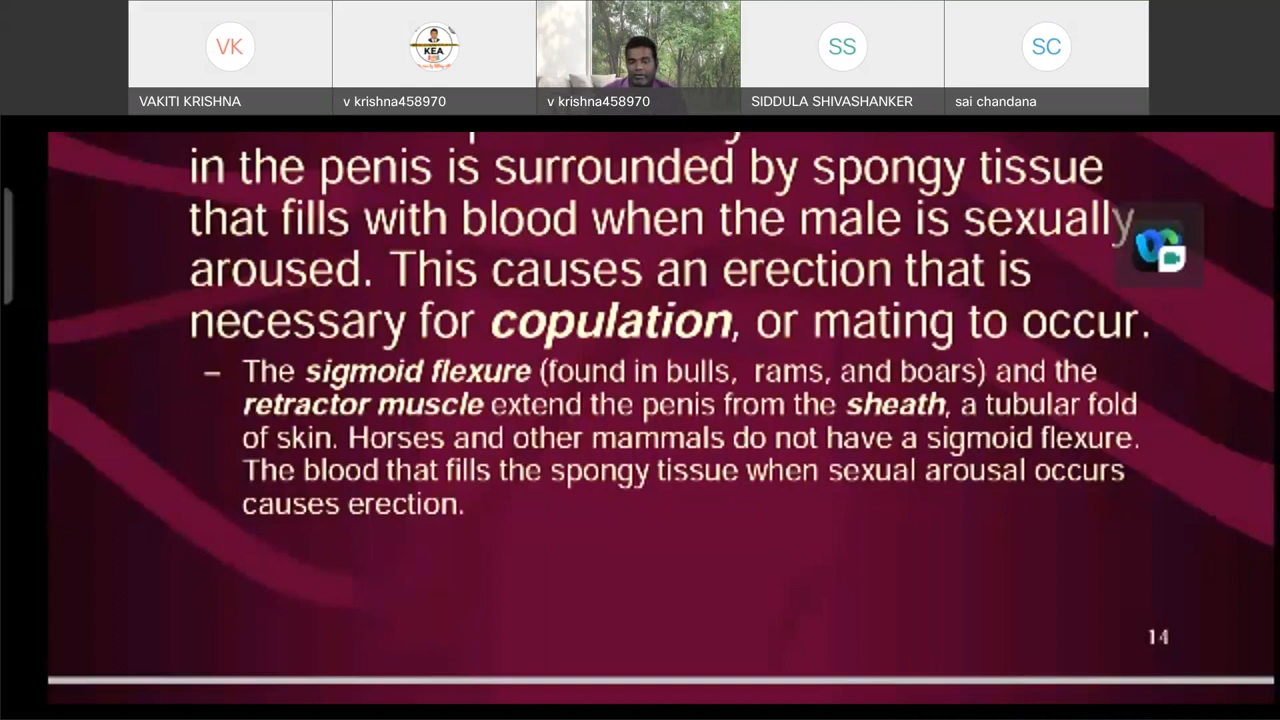 VK
KEA
SS
SC
VAKITI KRISHNA
v krishna458970
v krishna458970
SIDDULA SHIVASHANKER
sai chandana
in the penis is surrounded by spongy tissue
that fills with blood when the male is sexually
aroused. This causes an erection that is
necessary for copulation, or mating to occur.
– The sigmoid flexure (found in bulls, rams, and boars) and the
retractor muscle extend the penis from the sheath, a tubular fold
of skin. Horses and other mammals do not have a sigmoid flexure.
The blood that fills the spongy tissue when sexual arousal occurs
causes erection.
14